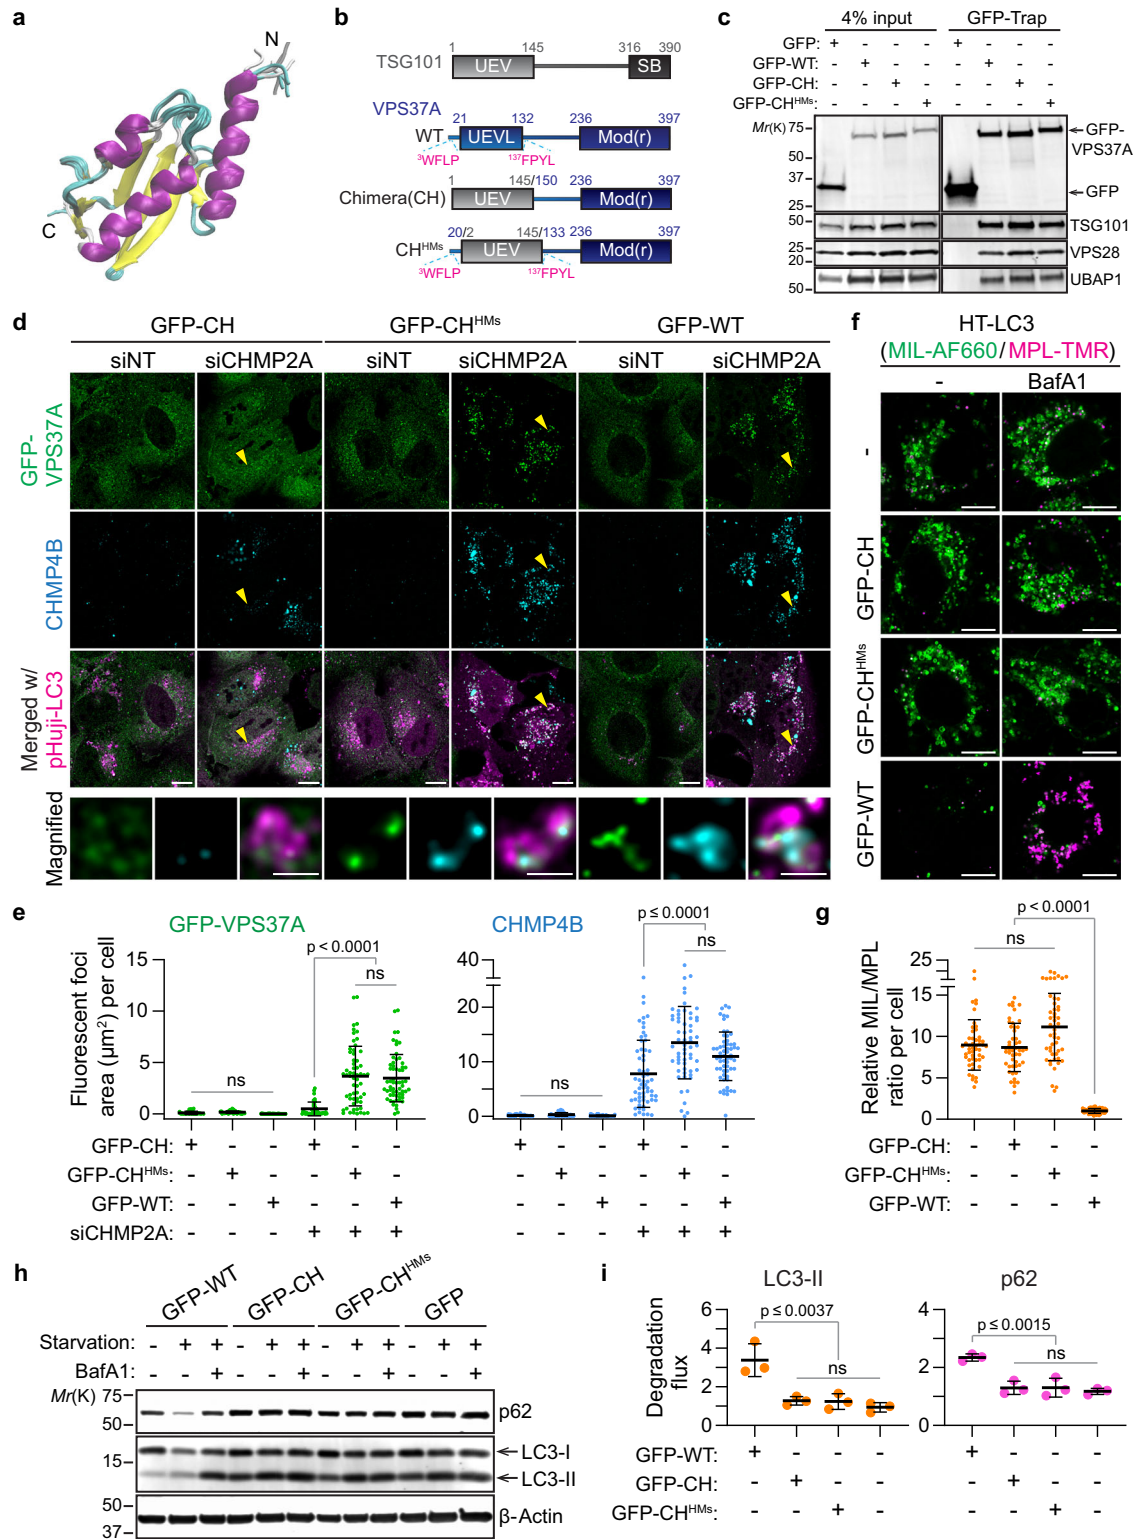 a
N
C
b
1 145 316 390
TSG101 UEV SB
VPS37A
21 132 236 397
WT UEVL Mod(r)
³WFLP ¹³⁷FPYL
1 145/150 236 397
Chimera(CH) UEV Mod(r)
20/2 145/133 236 397
CHᴴᴹˢ UEV Mod(r)
³WFLP ¹³⁷FPYL
c
4% input GFP-Trap
GFP: + - - - + - - -
GFP-WT: - + - - - + - -
GFP-CH: - - + - - - + -
GFP-CHᴴᴹˢ: - - - + - - - +
Mr(K) 75
50
37
25
GFP-VPS37A
GFP
50 TSG101
25
20 VPS28
50 UBAP1
d
GFP-CH GFP-CHᴴᴹˢ GFP-WT
siNT siCHMP2A siNT siCHMP2A siNT siCHMP2A
GFP-VPS37A
CHMP4B
Merged w/ pHuji-LC3
Magnified
f
HT-LC3
(MIL-AF660/MPL-TMR)
- BafA1
-
GFP-CH
GFP-CHᴴᴹˢ
GFP-WT
e
GFP-VPS37A
Fluorescent foci area (µm²) per cell
15
10
5
0
p < 0.0001
ns
ns
CHMP4B
40
20
10
0
p ≤ 0.0001
ns
ns
GFP-CH: + - - + - - + - - + - -
GFP-CHᴴᴹˢ: - + - - + - - + - - + -
GFP-WT: - - + - - + - - + - - +
siCHMP2A: - - - + + + - - - + + +
g
p < 0.0001
ns
Relative MIL/MPL ratio per cell
25
15
10
5
0
GFP-CH: - + - -
GFP-CHᴴᴹˢ: - - + -
GFP-WT: - - - +
h
GFP-WT GFP-CH GFP-CHᴴᴹˢ GFP
Starvation: - + + - + + - + + - + +
BafA1: - - + - - + - - + - - +
Mr(K) 75
50
p62
15
LC3-I
LC3-II
50
37
β-Actin
i
LC3-II
Degradation flux
6
4
2
0
p ≤ 0.0037
ns
p62
4
2
0
p ≤ 0.0015
ns
GFP-WT: + - - - + - - -
GFP-CH: - + - - - + - -
GFP-CHᴴᴹˢ: - - + - - - + -